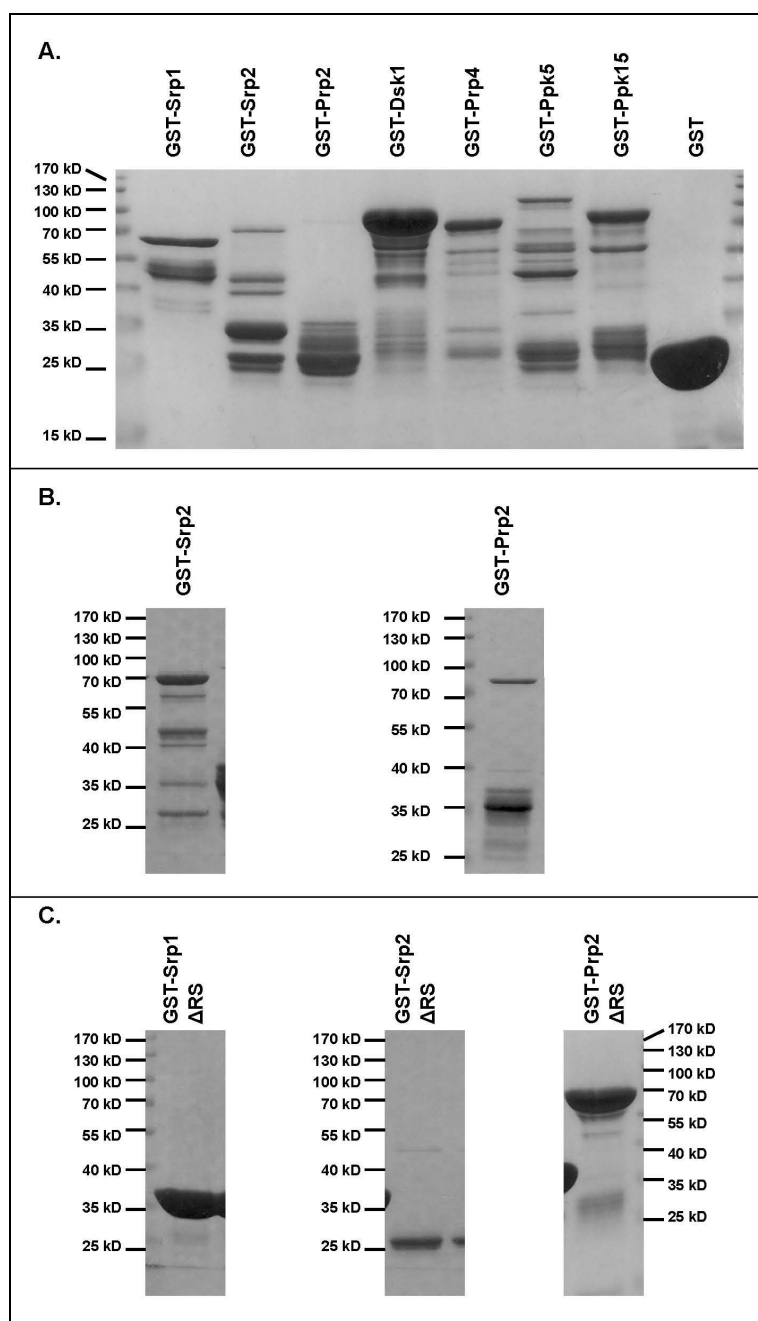 A.
GST-Srp1
GST-Srp2
GST-Prp2
GST-Dsk1
GST-Prp4
GST-Ppk5
GST-Ppk15
GST
170 kD
130 kD
100 kD
70 kD
55 kD
40 kD
35 kD
25 kD
15 kD
B.
GST-Srp2
170 kD
130 kD
100 kD
70 kD
55 kD
40 kD
35 kD
25 kD
GST-Prp2
170 kD
130 kD
100 kD
70 kD
55 kD
40 kD
35 kD
25 kD
C.
GST-Srp1
ΔRS
170 kD
130 kD
100 kD
70 kD
55 kD
40 kD
35 kD
25 kD
GST-Srp2
ΔRS
170 kD
130 kD
100 kD
70 kD
55 kD
40 kD
35 kD
25 kD
GST-Prp2
ΔRS
170 kD
130 kD
100 kD
70 kD
55 kD
40 kD
35 kD
25 kD